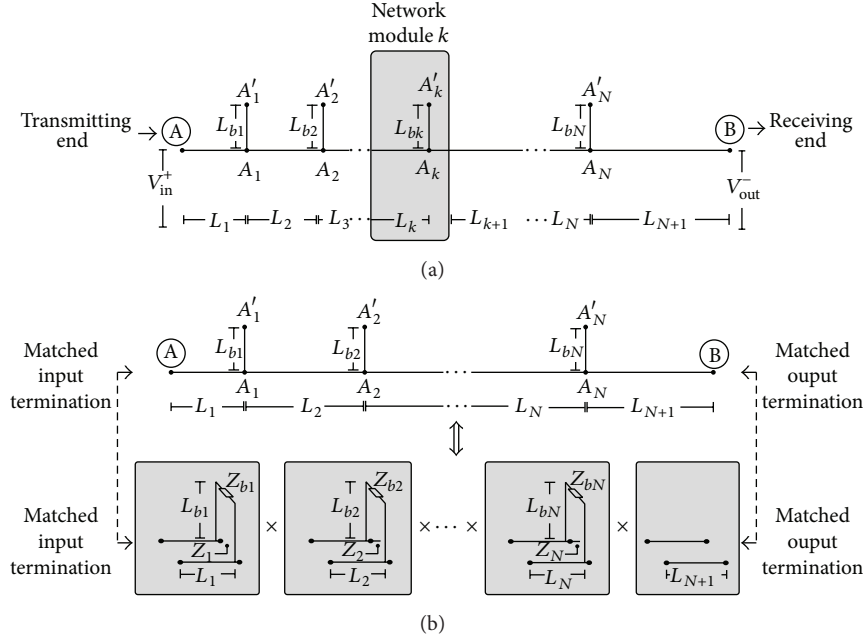 Network
module k
A′1 A′2 A′k A′N
Transmitting
end
A
Lb1 Lb2 Lbk LbN
B
Receiving
end
A1 A2 ··· Ak ··· AN
V+in
V−out
L1 L2 L3 ··· Lk Lk+1 ··· LN LN+1
(a)
A′1 A′2 A′N
Matched
input
termination
A
Lb1 Lb2 LbN
B
Matched
ouput
termination
A1 A2 ··· AN
L1 L2 ··· LN LN+1
⇕
Zb1 Zb2 ZbN
Lb1 Lb2 LbN
× × ··· × ×
Matched
input
termination
Z1 Z2 ZN
Matched
ouput
termination
L1 L2 LN LN+1
(b)